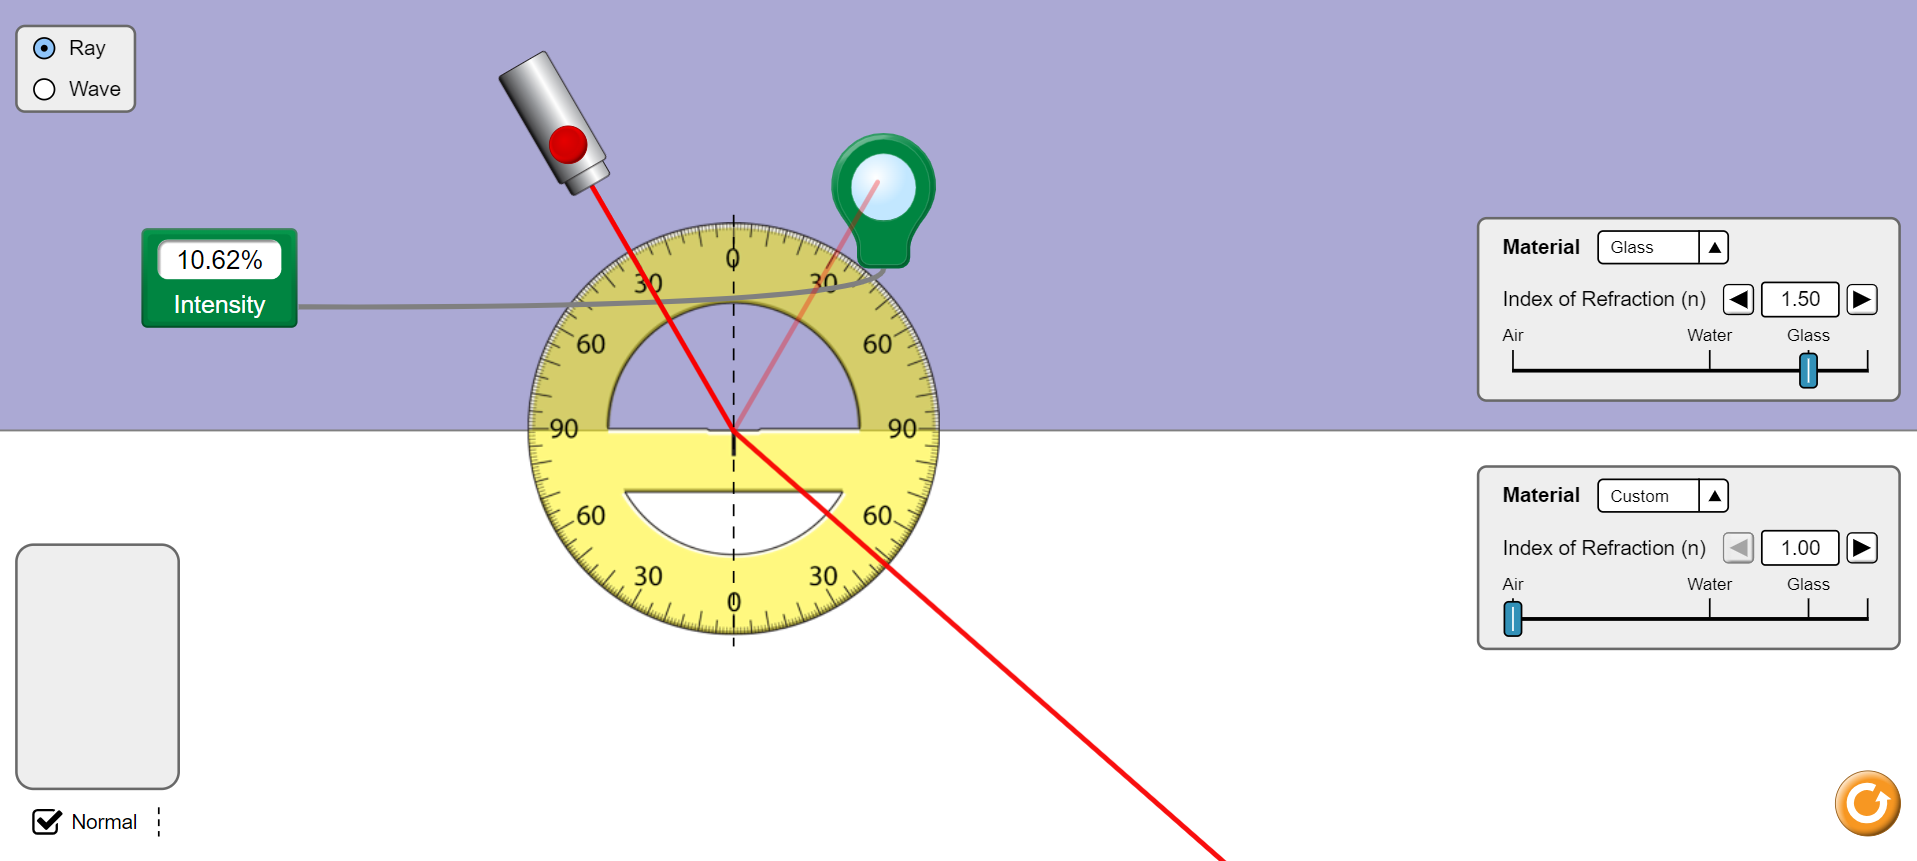 Ray
Wave
10.62%
Intensity
0
30 30
60 60
90 90
60 60
30 30
0
Material Glass
Index of Refraction (n) 1.50
Air Water Glass
Material Custom
Index of Refraction (n) 1.00
Air Water Glass
Normal